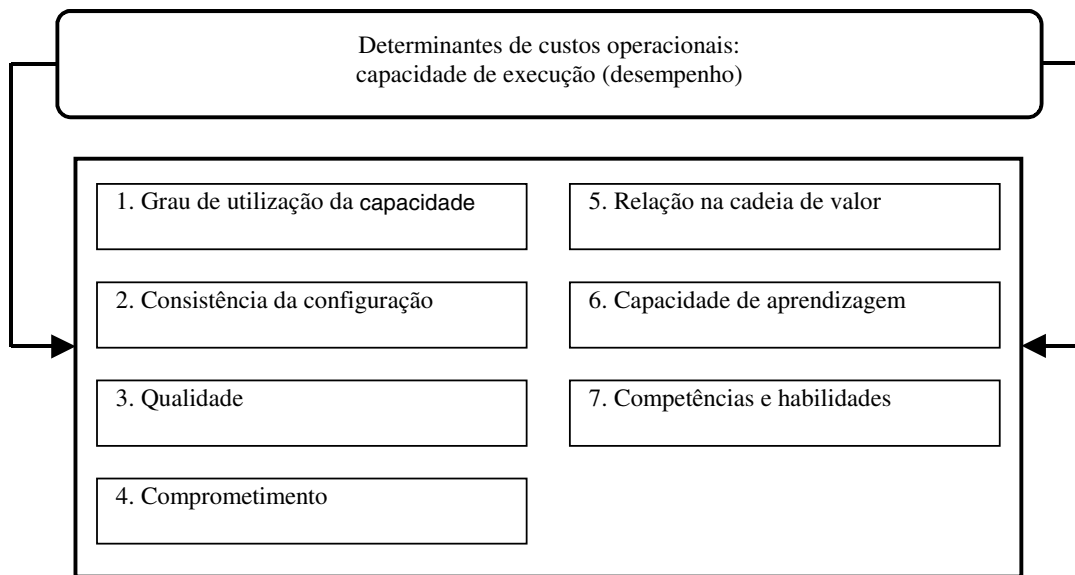 Determinantes de custos operacionais:
capacidade de execução (desempenho)
1. Grau de utilização da capacidade
2. Consistência da configuração
3. Qualidade
4. Comprometimento
5. Relação na cadeia de valor
6. Capacidade de aprendizagem
7. Competências e habilidades